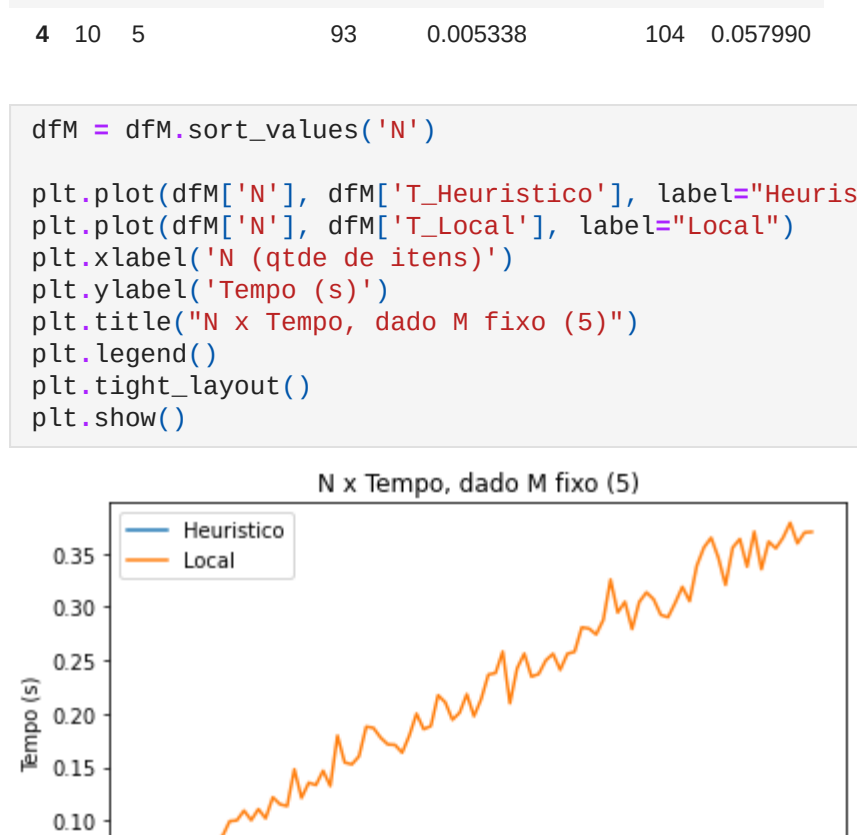 4 10 5 93 0.005338 104 0.057990
dfM = dfM.sort_values('N')
plt.plot(dfM['N'], dfM['T_Heuristico'], label="Heuris
plt.plot(dfM['N'], dfM['T_Local'], label="Local")
plt.xlabel('N (qtde de itens)')
plt.ylabel('Tempo (s)')
plt.title("N x Tempo, dado M fixo (5)")
plt.legend()
plt.tight_layout()
plt.show()
N x Tempo, dado M fixo (5)
Heuristico
Local
0.35
0.30
0.25
0.20
0.15
0.10
Tempo (s)